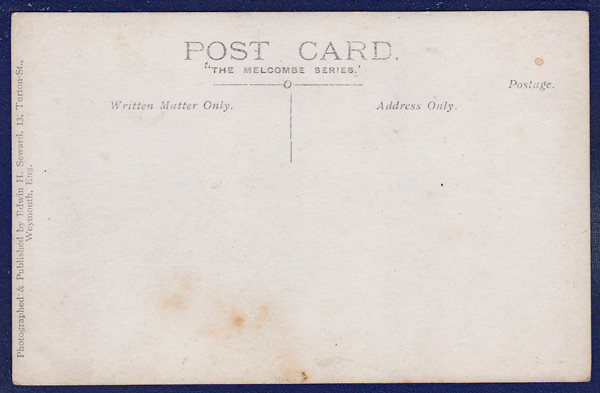 POST CARD.
"THE MELCOMBE SERIES."
Postage.
Written Matter Only.
Address Only.
Photographed & Published by Edwin H. Seward, 13, Turton-St.,
Weymouth, Eng.